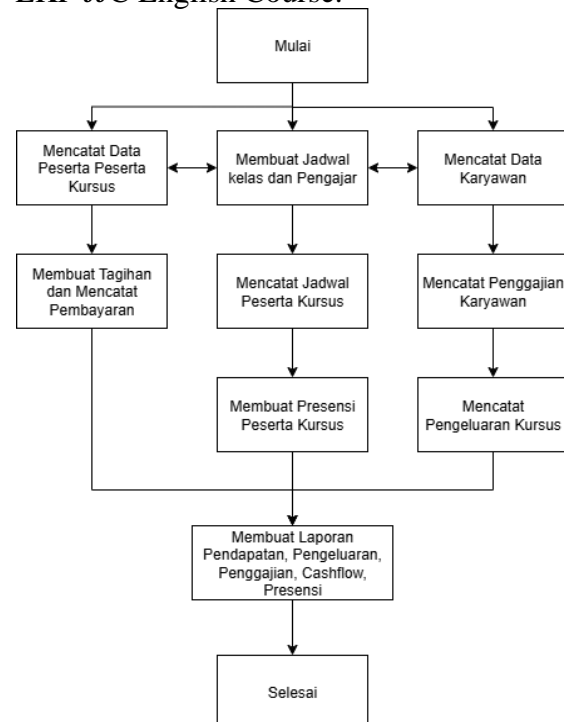 ERP JJC English Course.
Mulai
Mencatat Data
Peserta Peserta
Kursus
Membuat Jadwal
kelas dan Pengajar
Mencatat Data
Karyawan
Membuat Tagihan
dan Mencatat
Pembayaran
Mencatat Jadwal
Peserta Kursus
Mencatat Penggajian
Karyawan
Membuat Presensi
Peserta Kursus
Mencatat
Pengeluaran Kursus
Membuat Laporan
Pendapatan, Pengeluaran,
Penggajian, Cashflow,
Presensi
Selesai